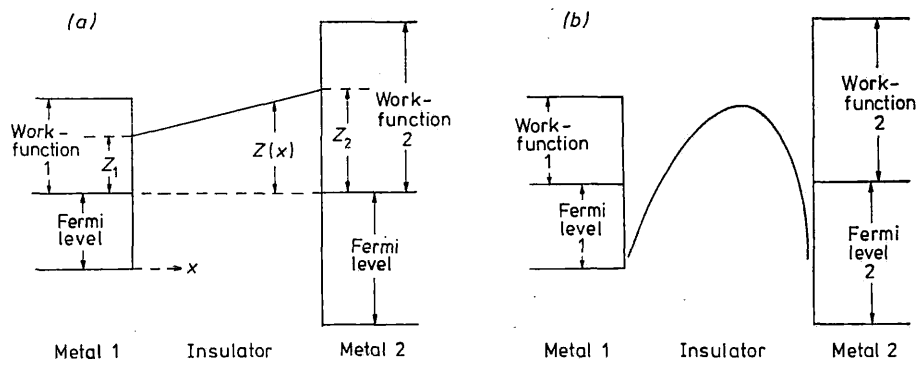 (a)
Work-
function
1
Z₁
Fermi
level
x
Z(x)
Z₂
Work-
function
2
Fermi
level
Metal 1
Insulator
Metal 2
(b)
Work-
function
1
Fermi
level
1
Work-
function
2
Fermi
level
2
Metal 1
Insulator
Metal 2